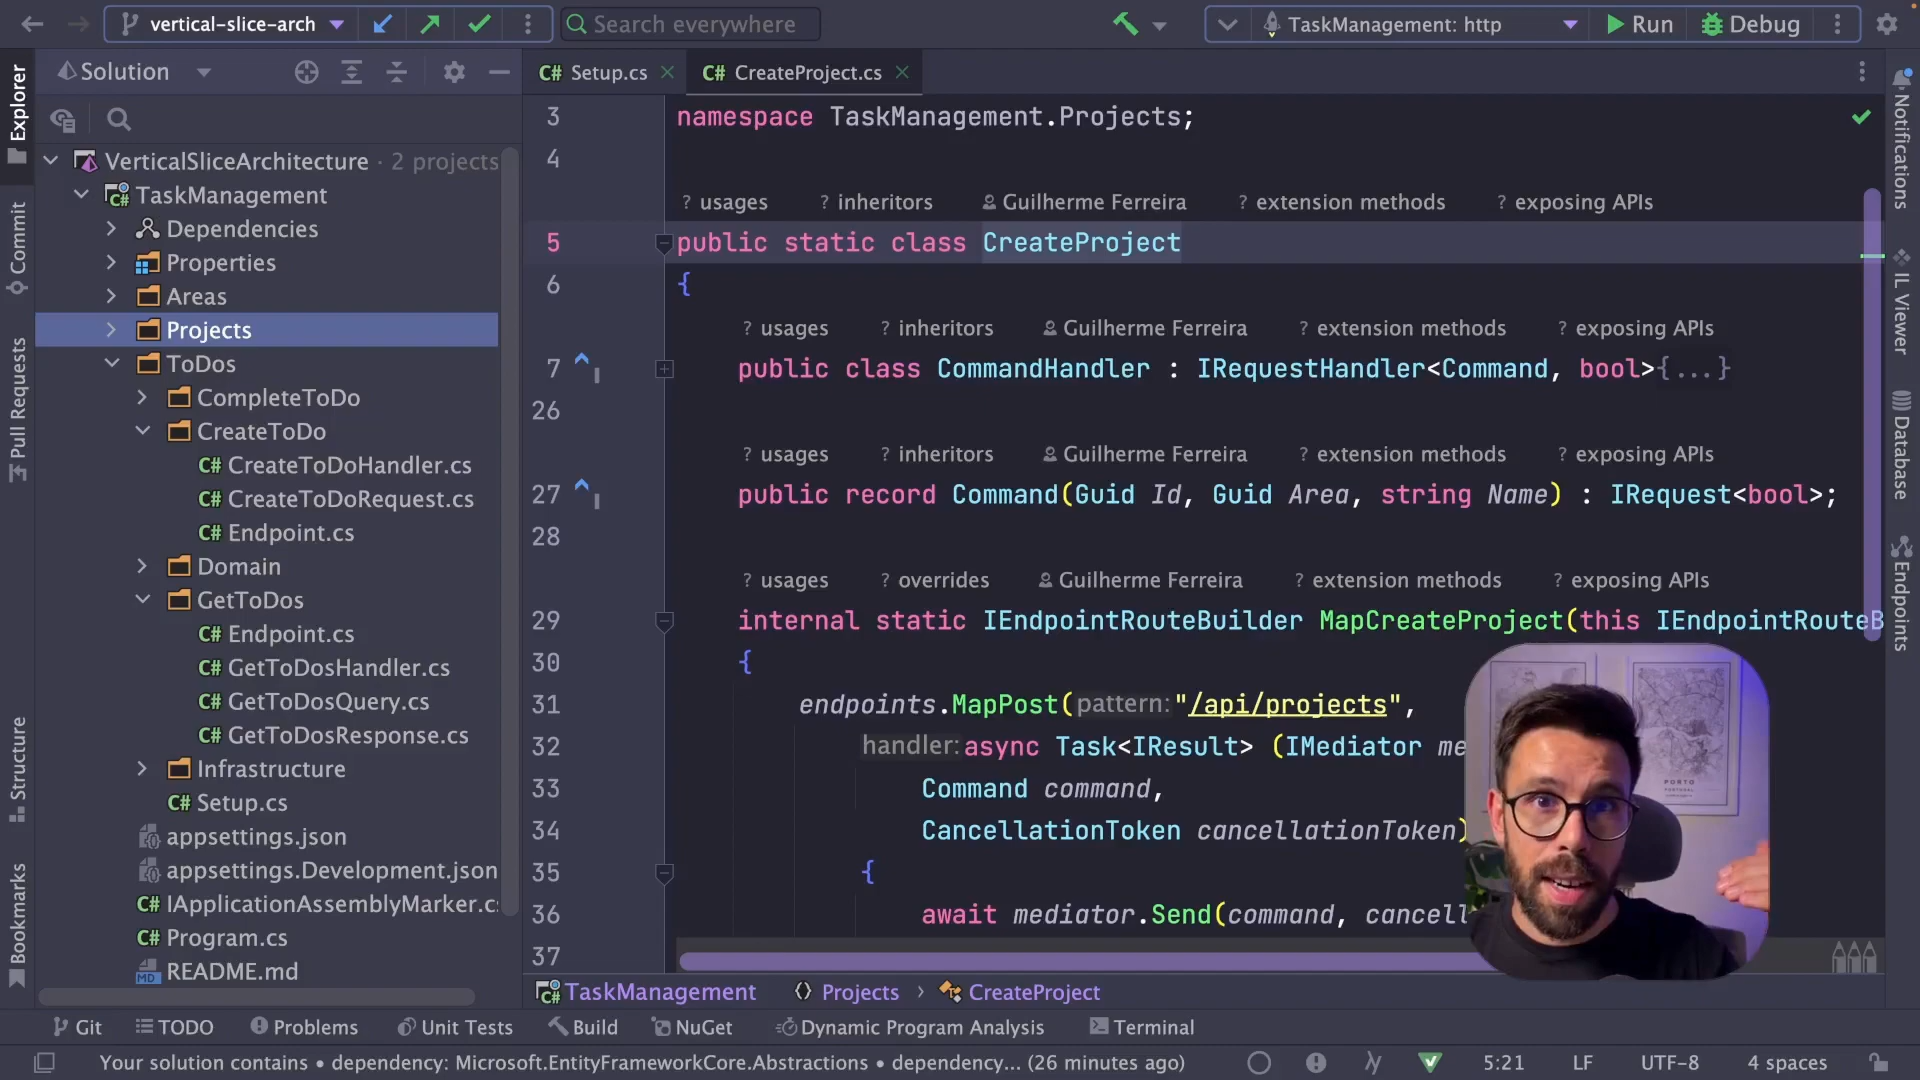 vertical-slice-arch
Search everywhere
TaskManagement: http
Run
Debug
Explorer
Commit
Pull Requests
Structure
Bookmarks
Solution
VerticalSliceArchitecture · 2 projects
TaskManagement
Dependencies
Properties
Areas
Projects
ToDos
CompleteToDo
CreateToDo
C# CreateToDoHandler.cs
C# CreateToDoRequest.cs
C# Endpoint.cs
Domain
GetToDos
C# Endpoint.cs
C# GetToDosHandler.cs
C# GetToDosQuery.cs
C# GetToDosResponse.cs
Infrastructure
C# Setup.cs
appsettings.json
appsettings.Development.json
C# IApplicationAssemblyMarker.c
C# Program.cs
MD README.md
C# Setup.cs
C# CreateProject.cs
3 namespace TaskManagement.Projects;
4
? usages ? inheritors Guilherme Ferreira ? extension methods ? exposing APIs
5 public static class CreateProject
6 {
? usages ? inheritors Guilherme Ferreira ? extension methods ? exposing APIs
7 public class CommandHandler : IRequestHandler<Command, bool>{...}
26
? usages ? inheritors Guilherme Ferreira ? extension methods ? exposing APIs
27 public record Command(Guid Id, Guid Area, string Name) : IRequest<bool>;
28
? usages ? overrides Guilherme Ferreira ? extension methods ? exposing APIs
29 internal static IEndpointRouteBuilder MapCreateProject(this IEndpointRouteB
30 {
31 endpoints.MapPost( pattern: "/api/projects",
32 handler: async Task<IResult> (IMediator me
33 Command command,
34 CancellationToken cancellationToken)
35 {
36 await mediator.Send(command, cancell
37
PORTO
Notifications
IL Viewer
Database
Endpoints
C# TaskManagement Projects › CreateProject
Git TODO Problems Unit Tests Build NuGet Dynamic Program Analysis Terminal
Your solution contains • dependency: Microsoft.EntityFrameworkCore.Abstractions • dependency... (26 minutes ago)
5:21 LF UTF-8 4 spaces